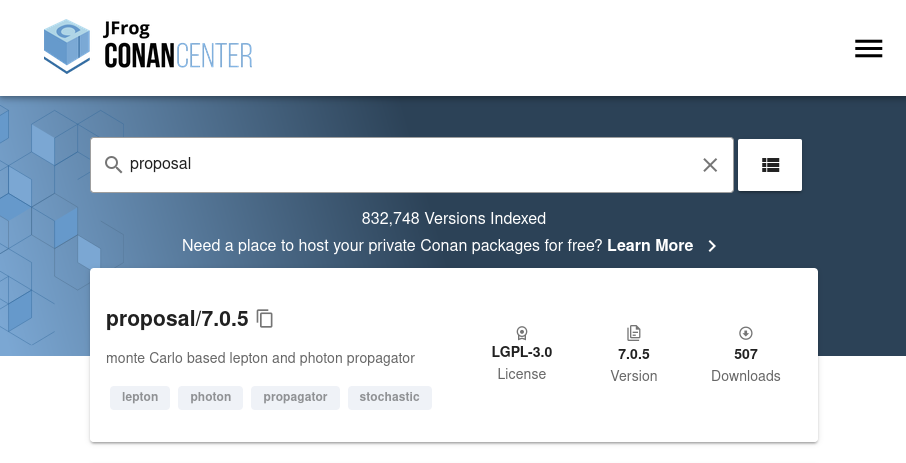 JFrog
CONANCENTER
proposal
832,748 Versions Indexed
Need a place to host your private Conan packages for free? Learn More
proposal/7.0.5
monte Carlo based lepton and photon propagator
lepton photon propagator stochastic
LGPL-3.0
License
7.0.5
Version
507
Downloads